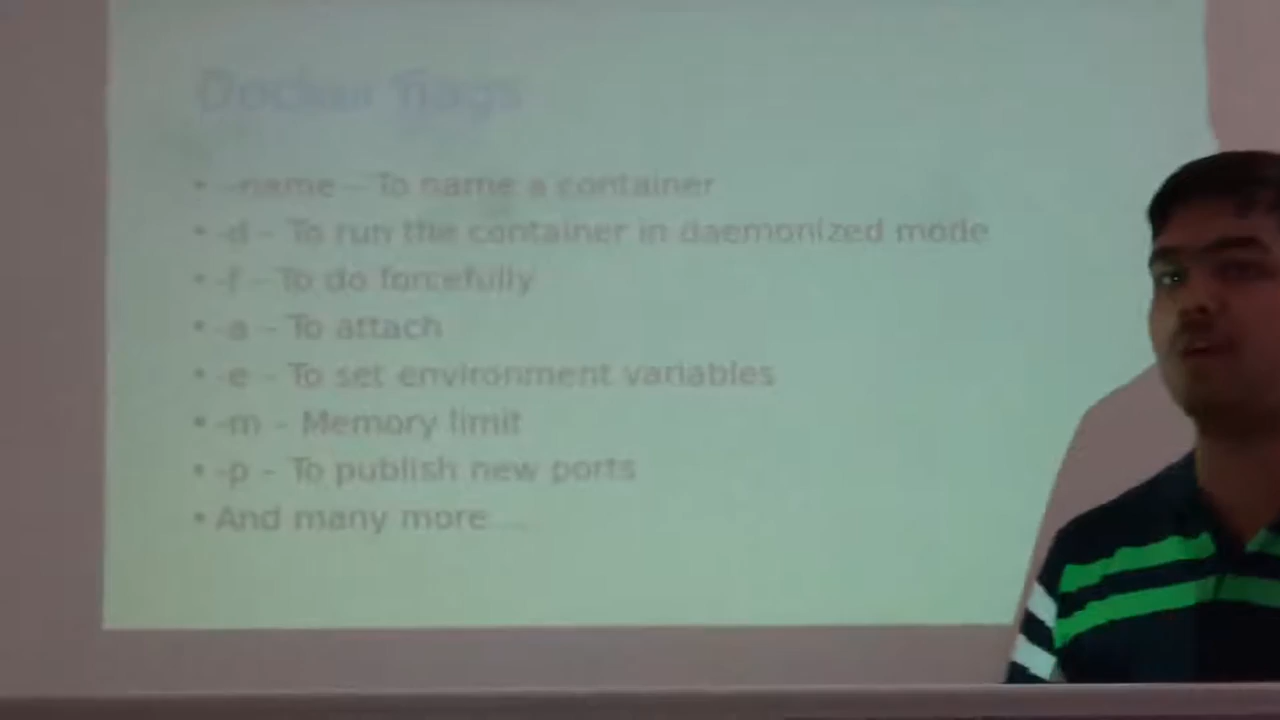 Docker flags
• --name – To name a container
• -d – To run the container in daemonized mode
• -f – To do forcefully
• -a – To attach
• -e – To set environment variables
• -m – Memory limit
• -p – To publish new ports
• And many more....